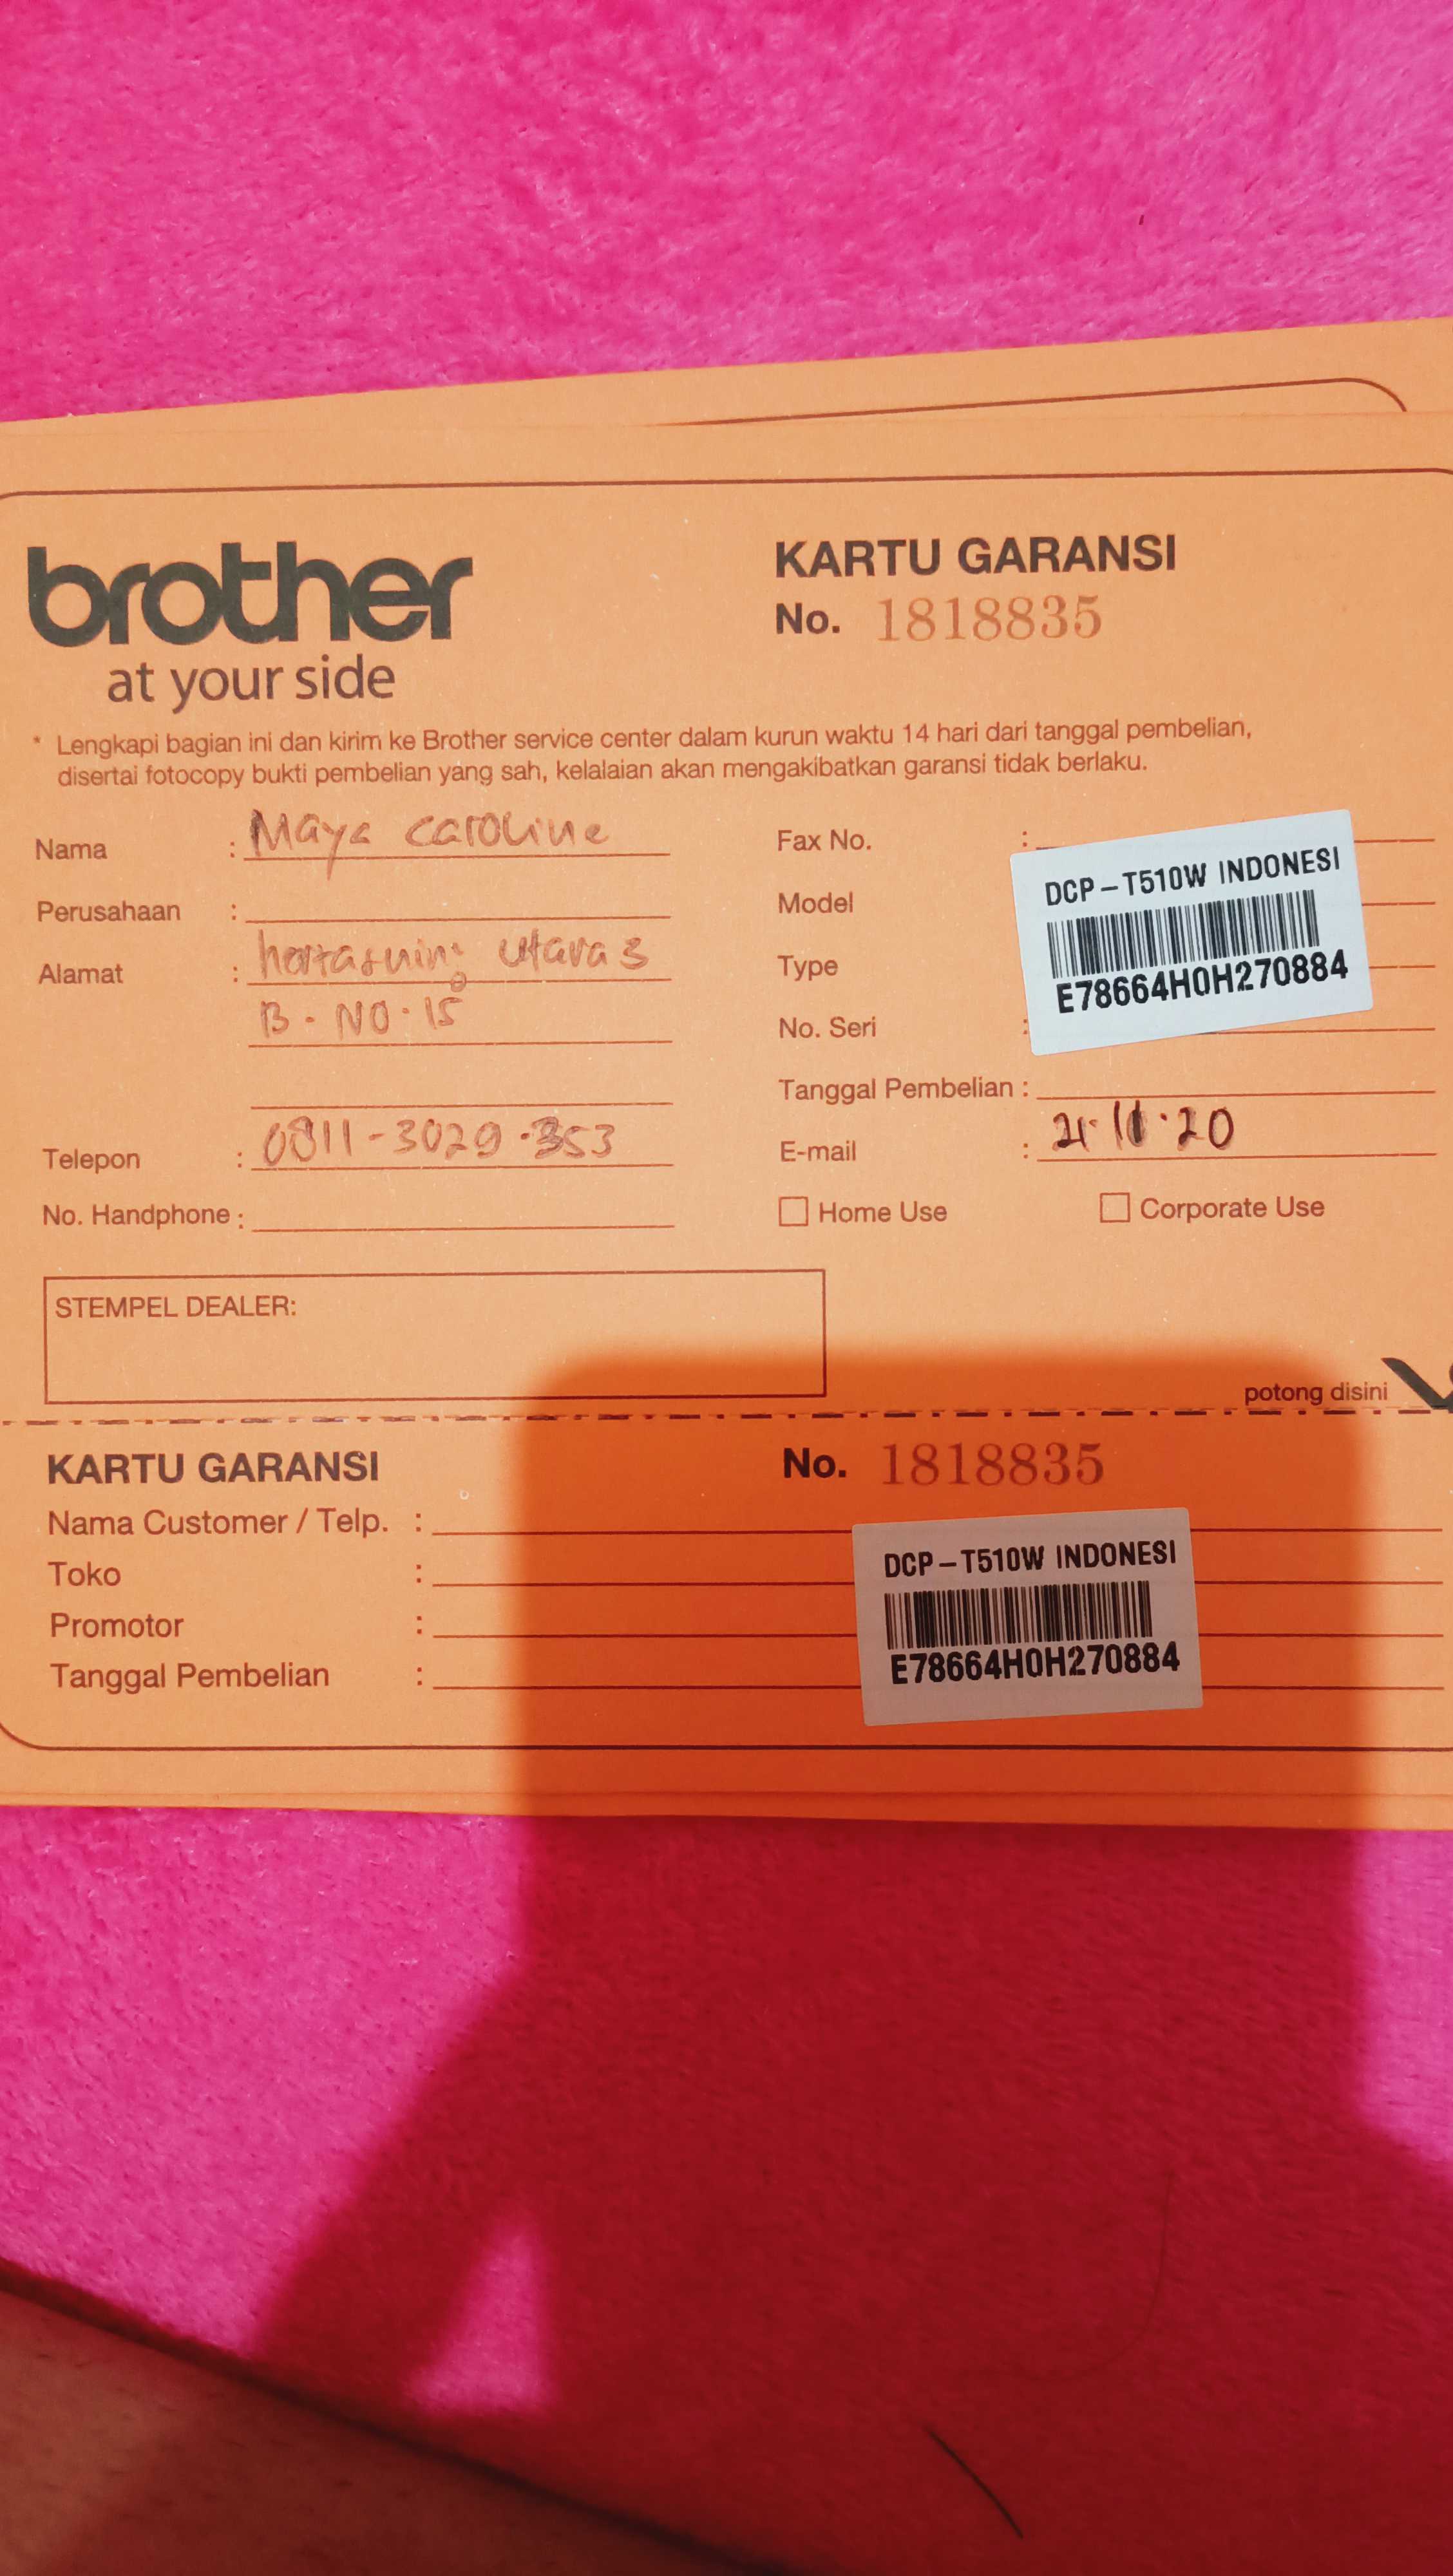 brother
at your side
KARTU GARANSI
No. 1818835
* Lengkapi bagian ini dan kirim ke Brother service center dalam kurun waktu 14 hari dari tanggal pembelian,
disertai fotocopy bukti pembelian yang sah, kelalaian akan mengakibatkan garansi tidak berlaku.
Nama : Maya Caroline
Perusahaan :
Alamat : hertasning utara 3
B. NO. 15
Telepon : 0811-3029-353
No. Handphone :
Fax No. :
Model
Type
No. Seri :
DCP-T510W INDONESI
E78664H0H270884
Tanggal Pembelian :
E-mail : 21.11.20
Home Use
Corporate Use
STEMPEL DEALER:
potong disini
KARTU GARANSI
No. 1818835
Nama Customer / Telp. :
Toko :
Promotor :
Tanggal Pembelian :
DCP-T510W INDONESI
E78664H0H270884